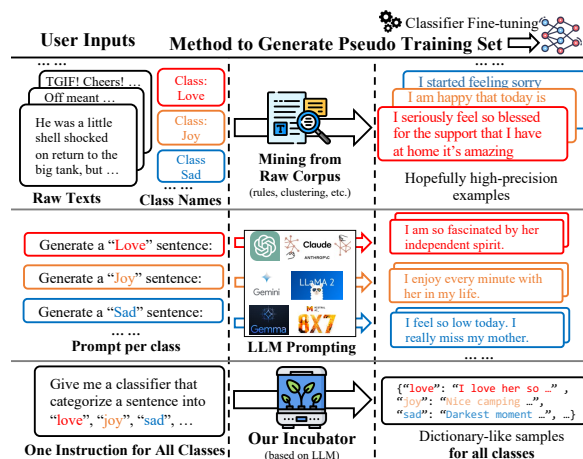 User Inputs
Method to Generate Pseudo Training Set
Classifier Fine-tuning
... ...
TGIF! Cheers! ...
Off meant ...
He was a little
shell shocked
on return to the
big tank, but ...
Raw Texts
Class:
Love
Class:
Joy
Class
Sad
... ...
Class Names
T
Mining from
Raw Corpus
(rules, clustering, etc.)
... ...
I started feeling sorry
I am happy that today is
I seriously feel so blessed
for the support that I have
at home it's amazing
Hopefully high-precision
examples
Generate a “Love” sentence:
Generate a “Joy” sentence:
Generate a “Sad” sentence:
... ...
Prompt per class
Claude
ANTHROPIC
Gemini
LLaMA 2
Gemma
8X7
LLM Prompting
I am so fascinated by her
independent spirit.
I enjoy every minute with
her in my life.
I feel so low today. I
really miss my mother.
... ...
Give me a classifier that
categorize a sentence into
“love”, “joy”, “sad”, ...
One Instruction for All Classes
Our Incubator
(based on LLM)
{“love”: “I love her so …” ,
“joy”: “Nice camping …”,
“sad”: “Darkest moment …”, …}
Dictionary-like samples
for all classes